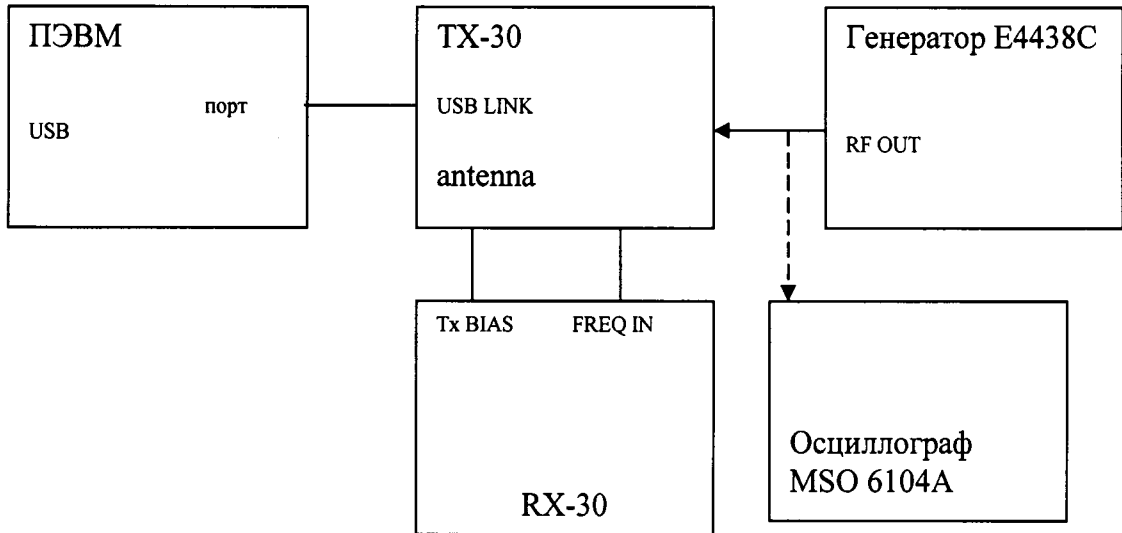 ПЭВМ
порт
USB
TX-30
USB LINK
antenna
Генератор E4438C
RF OUT
Tx BIAS
FREQ IN
RX-30
Осциллограф
MSO 6104A